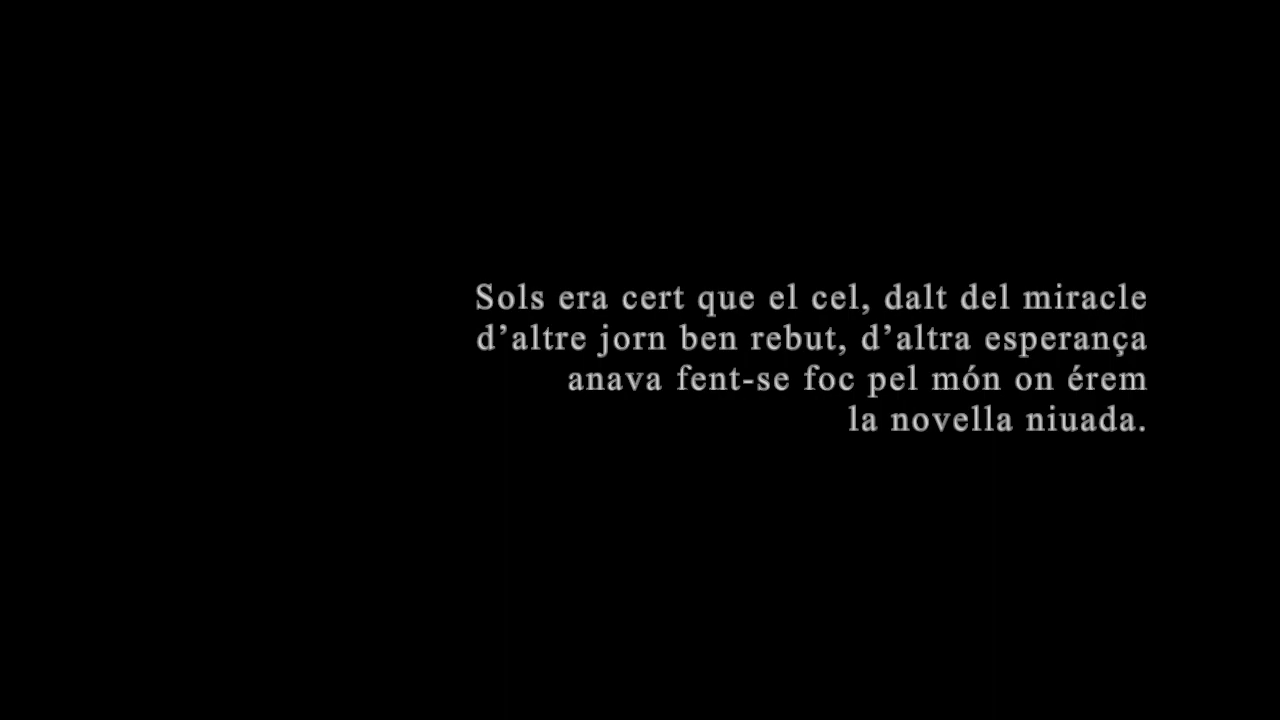 Sols era cert que el cel, dalt del miracle
d’altre jorn ben rebut, d’altra esperança
anava fent-se foc pel món on érem
la novella niuada.